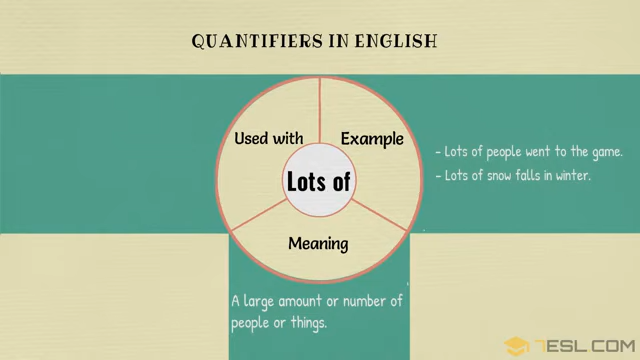 QUANTIFIERS IN ENGLISH
Used with
Example
Lots of
Meaning
- Lots of people went to the game.
- Lots of snow falls in winter.
A large amount or number of
people or things.
7ESL.COM